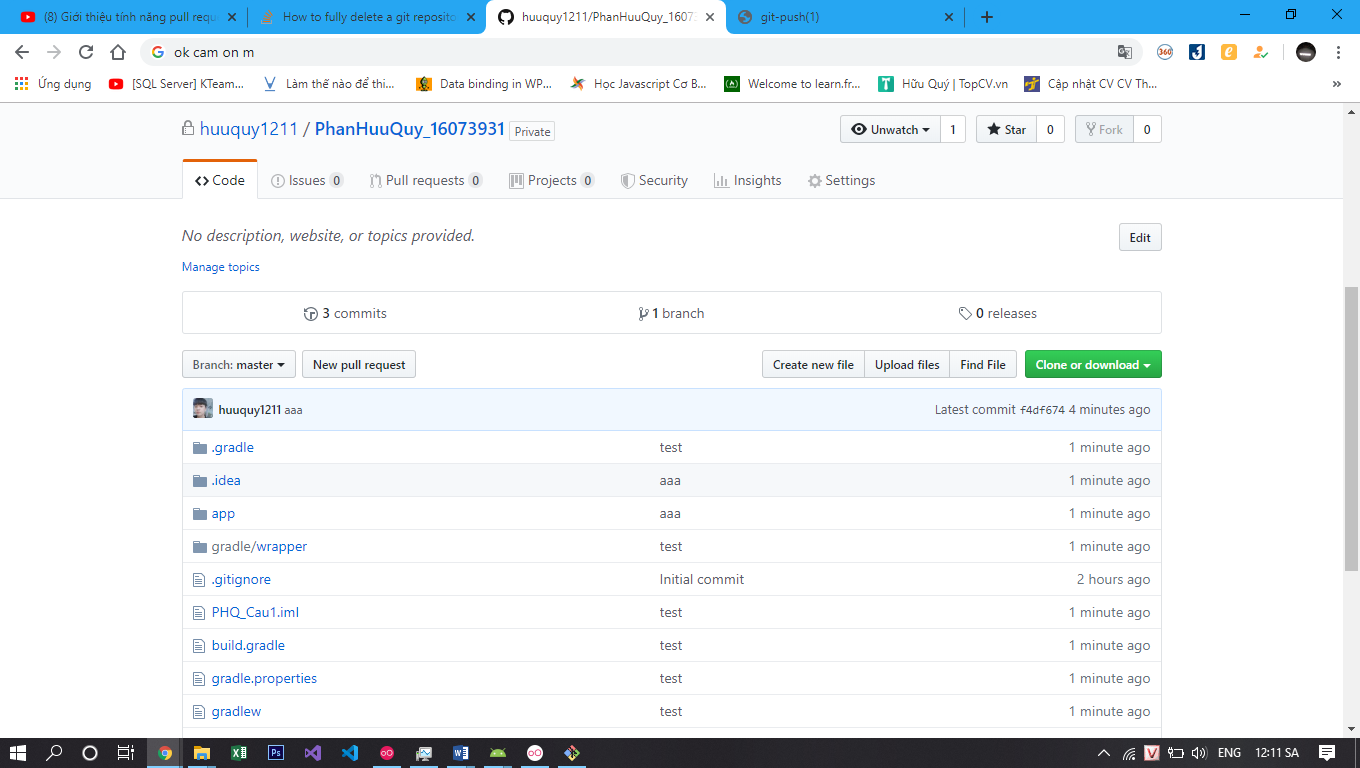 (8) Giới thiệu tính năng pull requ
How to fully delete a git reposito
huuquy1211/PhanHuuQuy_1607
git-push(1)
ok cam on m
Ứng dụng
[SQL Server] KTeam...
Làm thế nào để thi...
Data binding in WP...
Học Javascript Cơ B...
Welcome to learn.fr...
Hữu Quý | TopCV.vn
Cập nhật CV CV Th...
»
huuquy1211 / PhanHuuQuy_16073931 Private
Unwatch 1
Star 0
Fork 0
Code
Issues 0
Pull requests 0
Projects 0
Security
Insights
Settings
No description, website, or topics provided.
Edit
Manage topics
3 commits
1 branch
0 releases
Branch: master
New pull request
Create new file
Upload files
Find File
Clone or download
huuquy1211 aaa
Latest commit f4df674 4 minutes ago
.gradle test 1 minute ago
.idea aaa 1 minute ago
app aaa 1 minute ago
gradle/wrapper test 1 minute ago
.gitignore Initial commit 2 hours ago
PHQ_Cau1.iml test 1 minute ago
build.gradle test 1 minute ago
gradle.properties test 1 minute ago
gradlew test 1 minute ago
ENG 12:11 SA